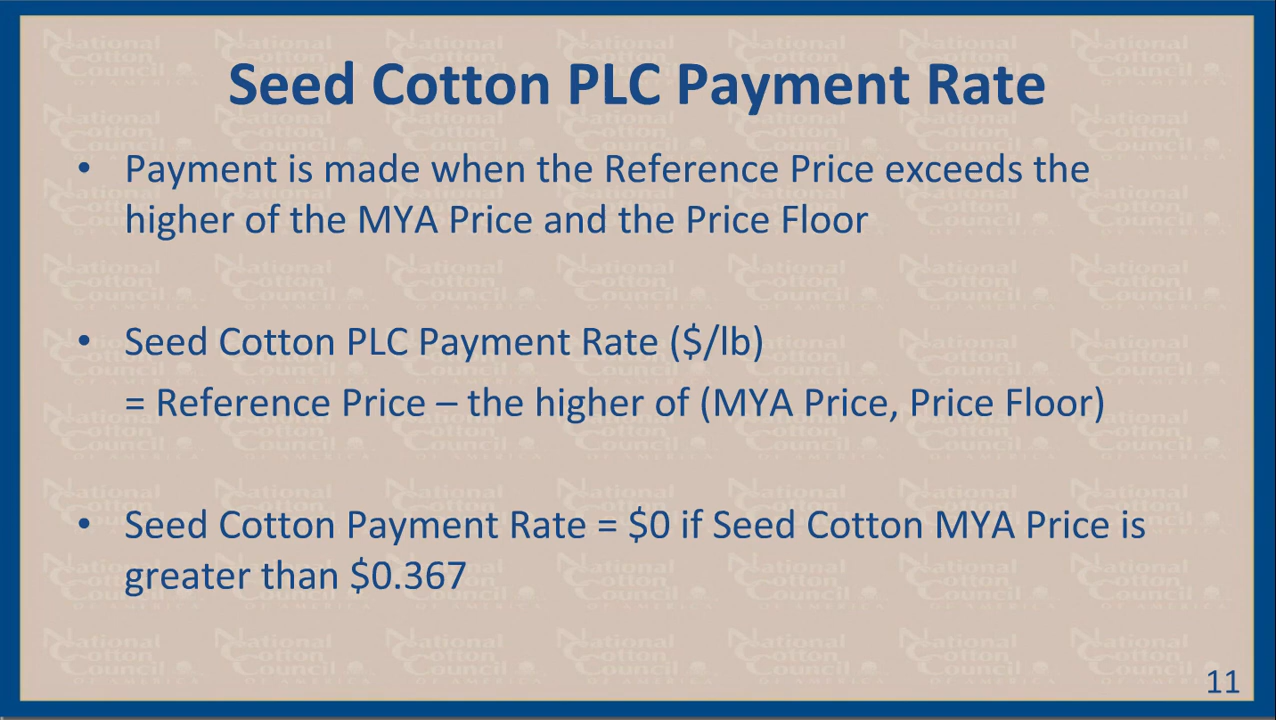 Seed Cotton PLC Payment Rate
• Payment is made when the Reference Price exceeds the
higher of the MYA Price and the Price Floor
• Seed Cotton PLC Payment Rate ($/lb)
= Reference Price – the higher of (MYA Price, Price Floor)
• Seed Cotton Payment Rate = $0 if Seed Cotton MYA Price is
greater than $0.367
11